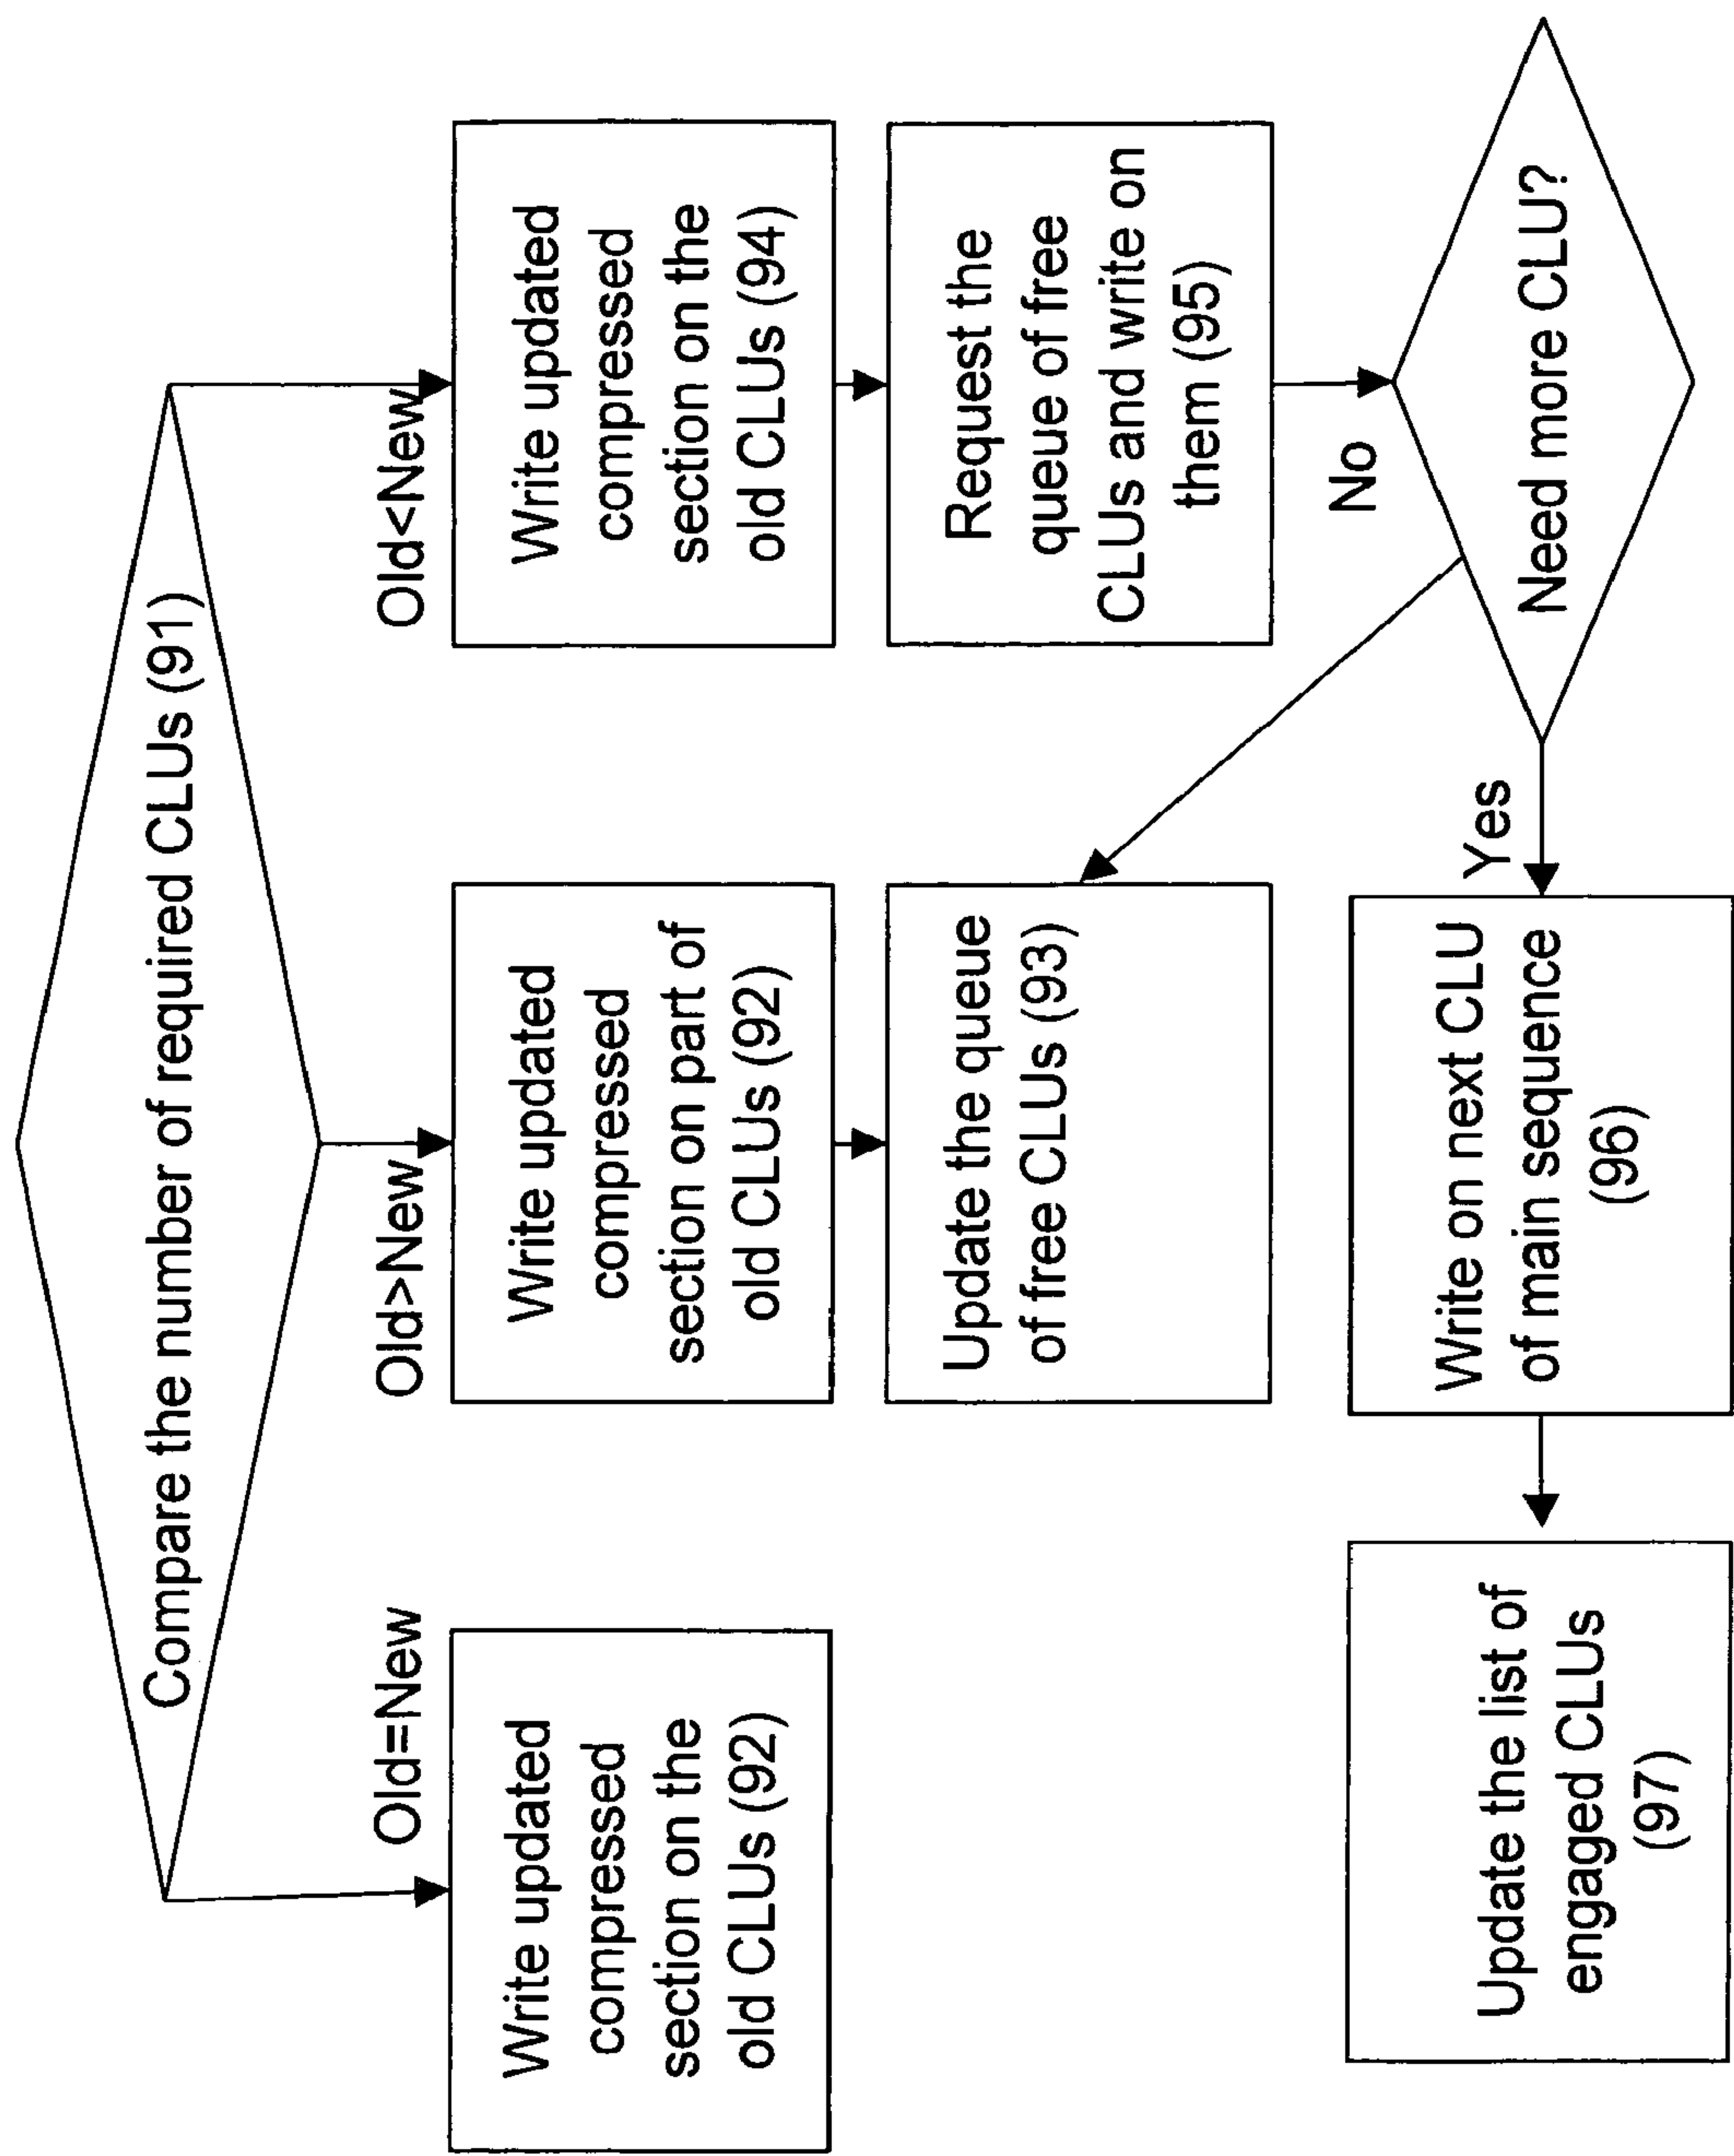 Compare the number of required CLUs (91)
Old=New
Old>New
Old<New
Write updated
compressed
section on the
old CLUs (92)
Write updated
compressed
section on part of
old CLUs (92)
Write updated
compressed
section on the
old CLUs (94)
Update the queue
of free CLUs (93)
Request the
queue of free
CLUs and write on
them (95)
No
Need more CLU?
Yes
Write on next CLU
of main sequence
(96)
Update the list of
engaged CLUs
(97)